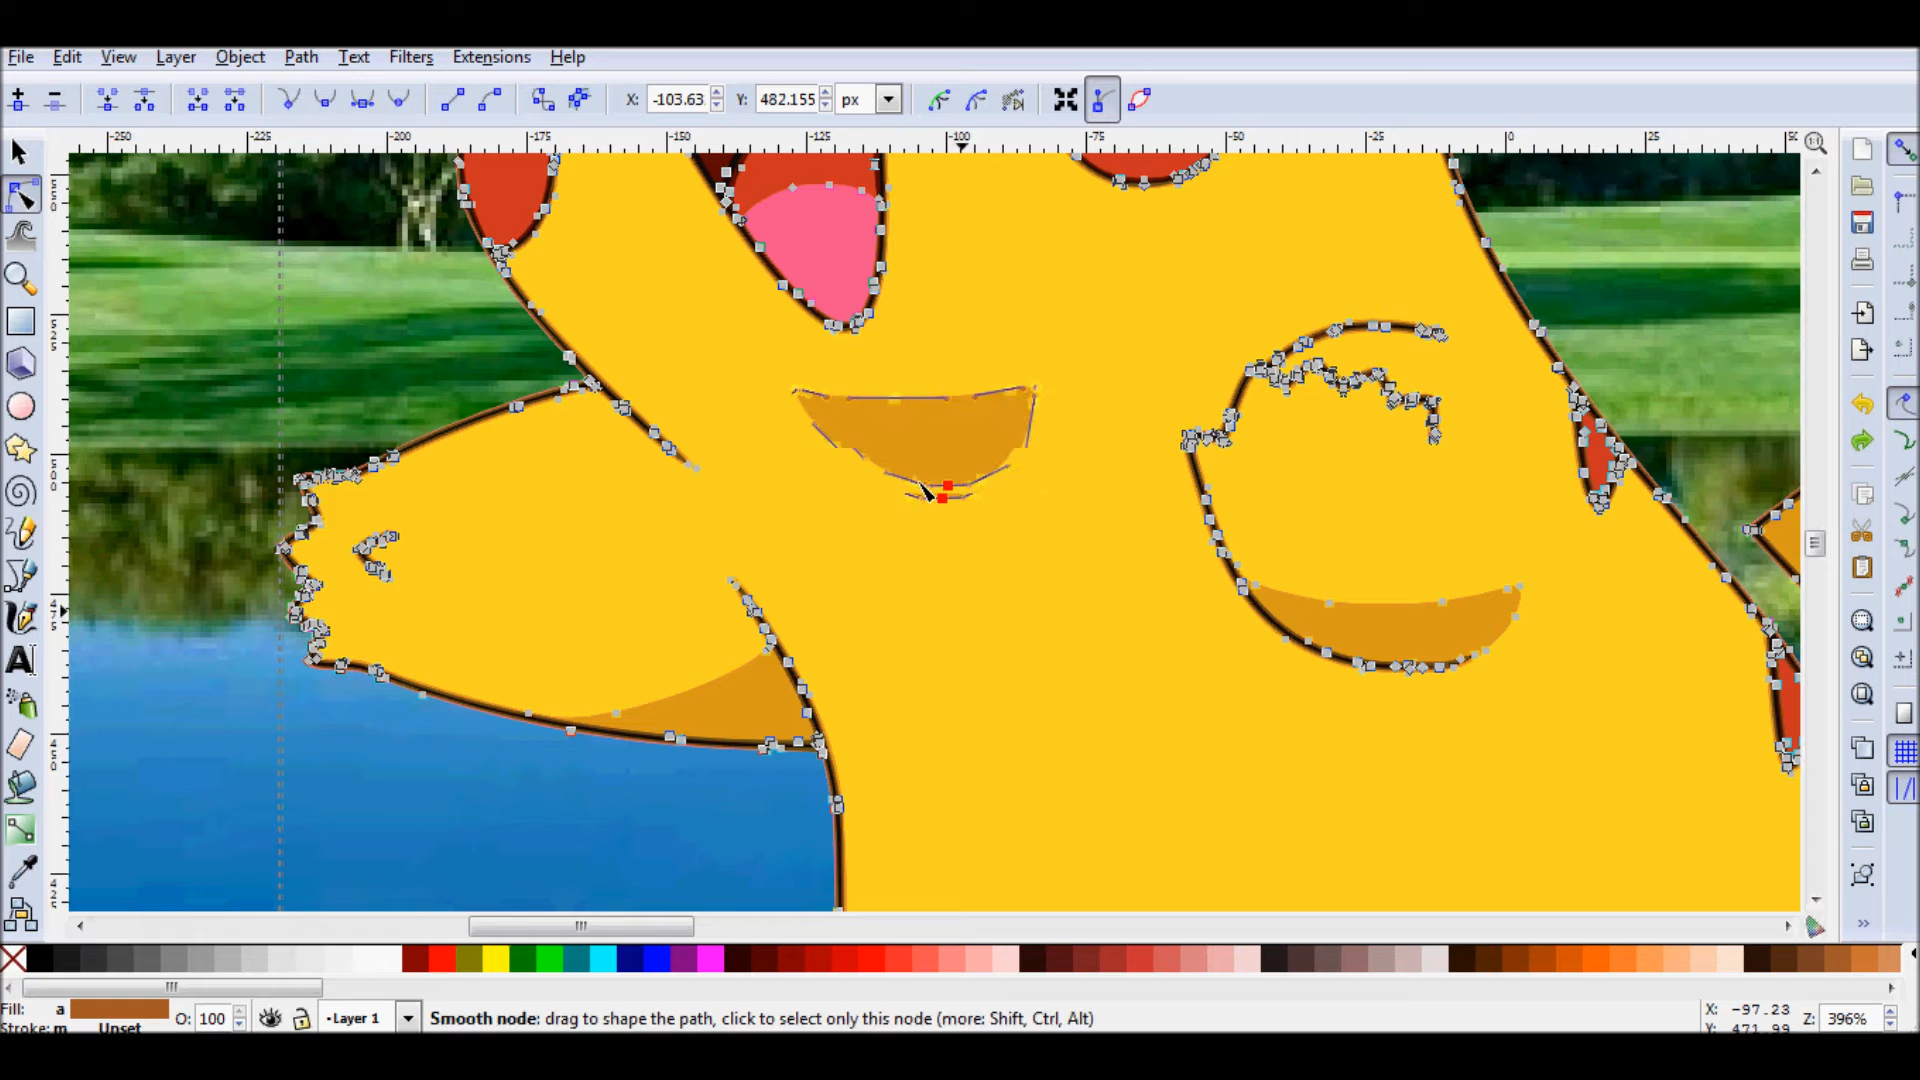 File Edit View Layer Object Path Text Filters Extensions Help
X: -103.63 Y: 482.155 px
-250 -225 -200 -175 -150 -125 -100 -75 -50 -25 0 25
Fill: a O: 100 Layer 1 Smooth node: drag to shape the path, click to select only this node (more: Shift, Ctrl, Alt) X: -97.23 Z: 396%
Stroke: m Unset Y: 471.99